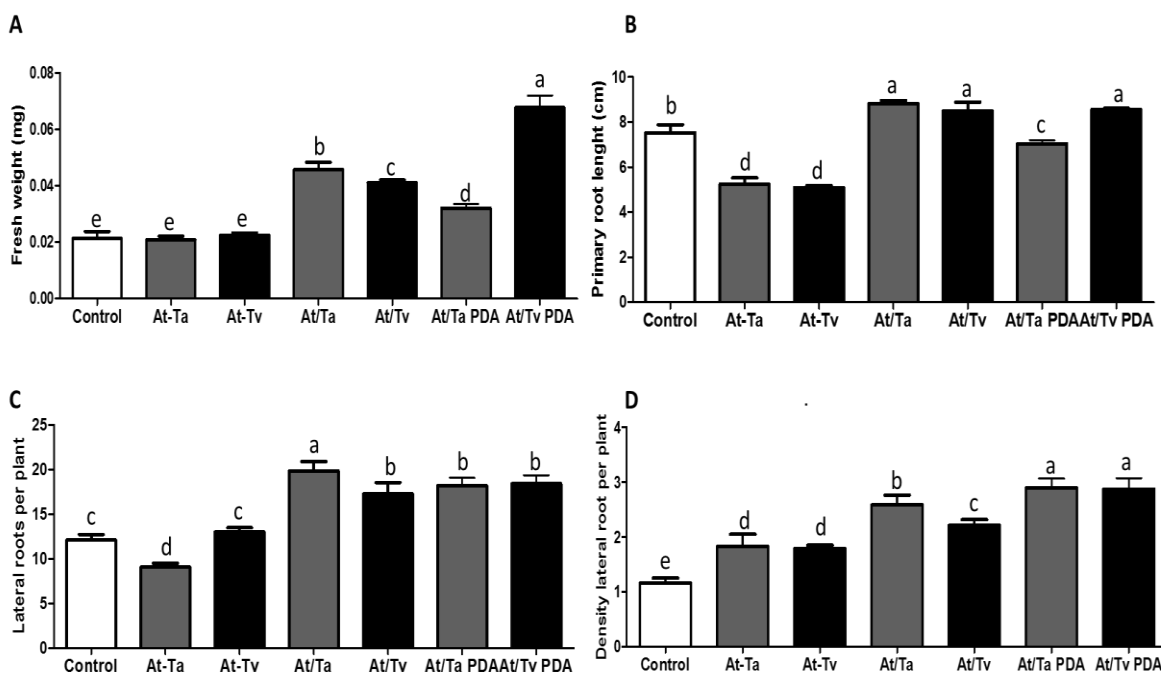 A
Fresh weight (mg)
0.08
0.06
0.04
0.02
0.00
e e e b c d a
Control At-Ta At-Tv At/Ta At/Tv At/Ta PDA At/Tv PDA
B
Primary root lenght (cm)
10
8
6
4
2
0
b d d a a c a
Control At-Ta At-Tv At/Ta At/Tv At/Ta PDA At/Tv PDA
C
Lateral roots per plant
25
20
15
10
5
0
c d c a b b b
Control At-Ta At-Tv At/Ta At/Tv At/Ta PDA At/Tv PDA
D
Density lateral root per plant
4
3
2
1
0
e d d b c a a
Control At-Ta At-Tv At/Ta At/Tv At/Ta PDA At/Tv PDA